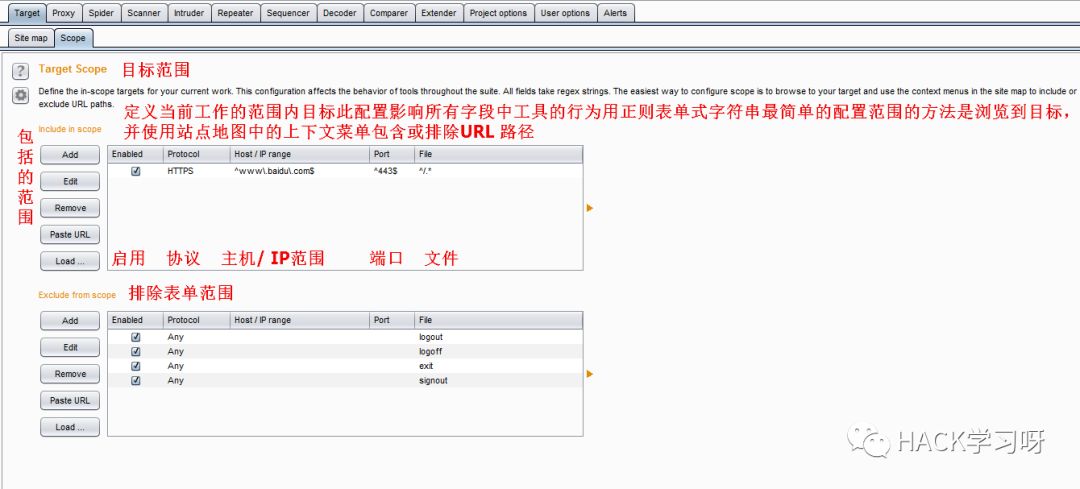 Target Proxy Spider Scanner Intruder Repeater Sequencer Decoder Comparer Extender Project options User options Alerts
Site map Scope
? Target Scope 目标范围
Define the in-scope targets for your current work. This configuration affects the behavior of tools throughout the suite. All fields take regex strings. The easiest way to configure scope is to browse to your target and use the context menus in the site map to include or
exclude URL paths.
定义当前工作的范围内目标此配置影响所有字段中工具的行为用正则表单式字符串最简单的配置范围的方法是浏览到目标,
并使用站点地图中的上下文菜单包含或排除URL 路径
Include in scope
包括的范围
Add
Edit
Remove
Paste URL
Load ...
Enabled Protocol Host / IP range Port File
HTTPS ^www\.baidu\.com$ ^443$ ^/.*
启用 协议 主机/ IP范围 端口 文件
Exclude from scope 排除表单范围
Add
Edit
Remove
Paste URL
Load ...
Enabled Protocol Host / IP range Port File
Any logout
Any logoff
Any exit
Any signout
HACK学习呀